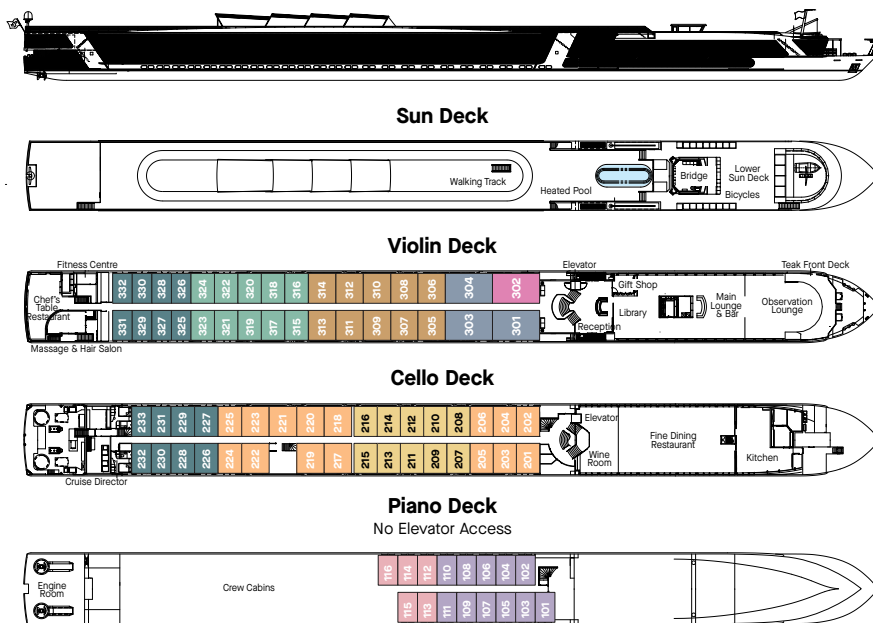 Sun Deck
Walking Track
Heated Pool
Bridge
Lower
Sun Deck
Bicycles
Violin Deck
Fitness Centre
Elevator
Teak Front Deck
332 330 328 326 324 322 320 318 316 314 312 310 308 306 304 302
Gift Shop
Chef's
Table
Restaurant
Main
Lounge
& Bar
Observation
Lounge
Library
Reception
331 329 327 325 323 321 319 317 315 313 311 309 307 305 303 301
Massage & Hair Salon
Cello Deck
233 231 229 227 225 223 221 220 218 216 214 212 210 208 206 204 202
Elevator
Fine Dining
Restaurant
Wine
Room
Kitchen
232 230 228 226 224 222 219 217 215 213 211 209 207 205 203 201
Cruise Director
Piano Deck
No Elevator Access
116 114 112 110 108 106 104 102
Engine
Room
Crew Cabins
115 113 111 109 107 105 103 101